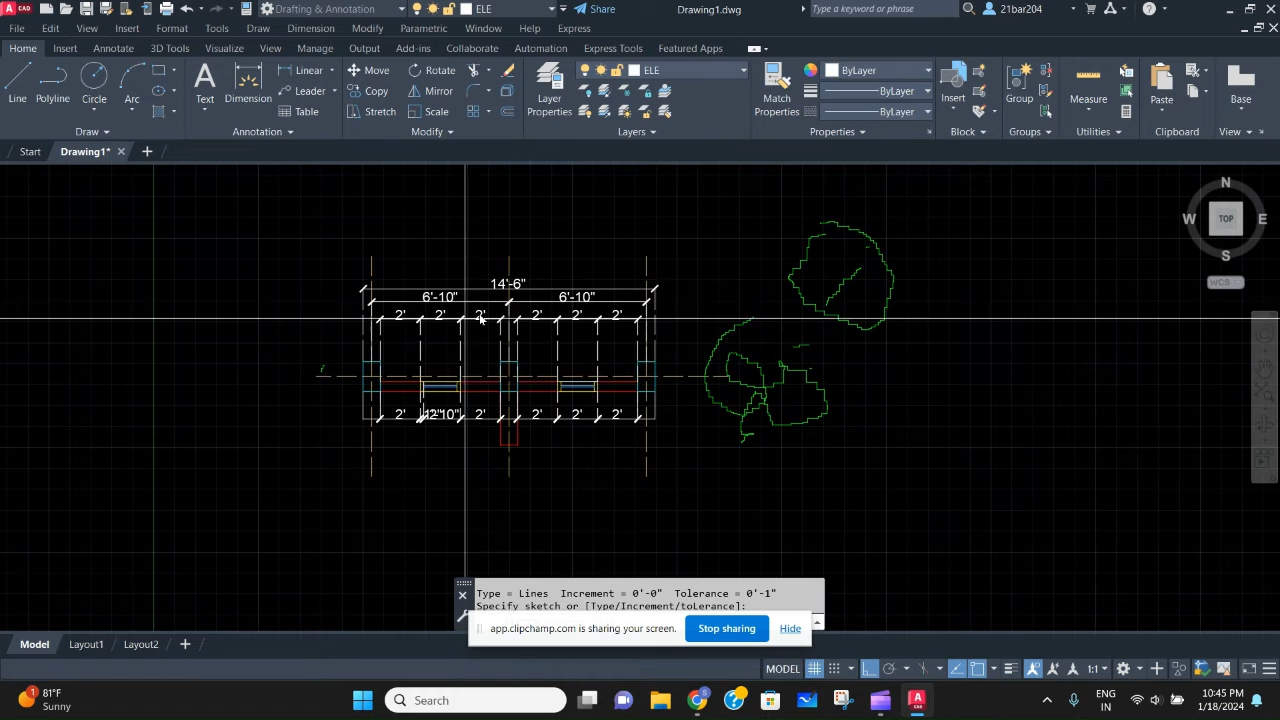 CAD
Drafting & Annotation
ELE
Share
Drawing1.dwg
Type a keyword or phrase
21bar204
File Edit View Insert Format Tools Draw Dimension Modify Parametric Window Help Express
Home Insert Annotate 3D Tools Visualize View Manage Output Add-ins Collaborate Automation Express Tools Featured Apps
Line Polyline Circle Arc
Text Dimension Linear Leader Table
Move Rotate
Copy Mirror
Stretch Scale
Layer Properties
ELE
Match Properties
ByLayer
ByLayer
ByLayer
Insert
Group
Measure
Paste
Base
Draw Annotation Modify Layers Properties Block Groups Utilities Clipboard View
Start Drawing1*
N
W TOP E
S
WCS
14'-6"
6'-10" 6'-10"
2' 2' 2' 2' 2' 2'
2' 2' 2' 2' 2'
Type = Lines Increment = 0'-0" Tolerance = 0'-1"
Specify sketch or [Type/Increment/toLerance]:
app.clipchamp.com is sharing your screen. Stop sharing Hide
Model Layout1 Layout2
MODEL 1:1
1
81°F
Sunny
Search
ENG
IN
10:45 PM
1/18/2024